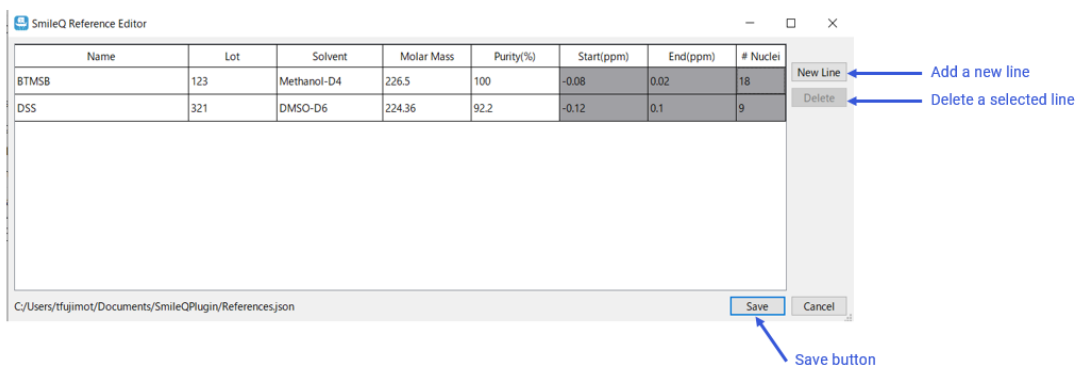 SmileQ Reference Editor
Name Lot Solvent Molar Mass Purity(%) Start(ppm) End(ppm) # Nuclei
BTMSB 123 Methanol-D4 226.5 100 -0.08 0.02 18
DSS 321 DMSO-D6 224.36 92.2 -0.12 0.1 9
New Line Add a new line
Delete Delete a selected line
C:/Users/tfujimot/Documents/SmileQPlugin/References.json Save Cancel
Save button